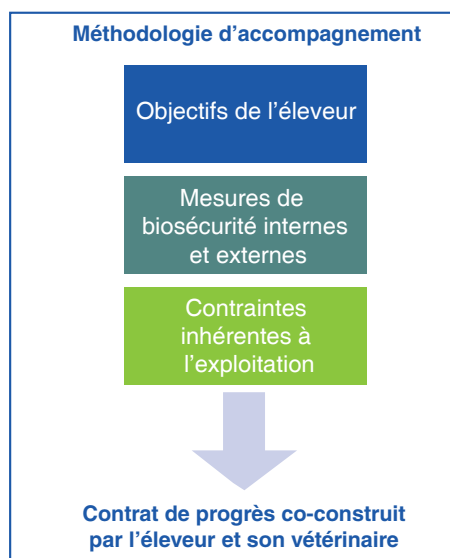 Méthodologie d’accompagnement
Objectifs de l’éleveur
Mesures de
biosécurité internes
et externes
Contraintes
inhérentes à
l’exploitation
Contrat de progrès co-construit
par l’éleveur et son vétérinaire